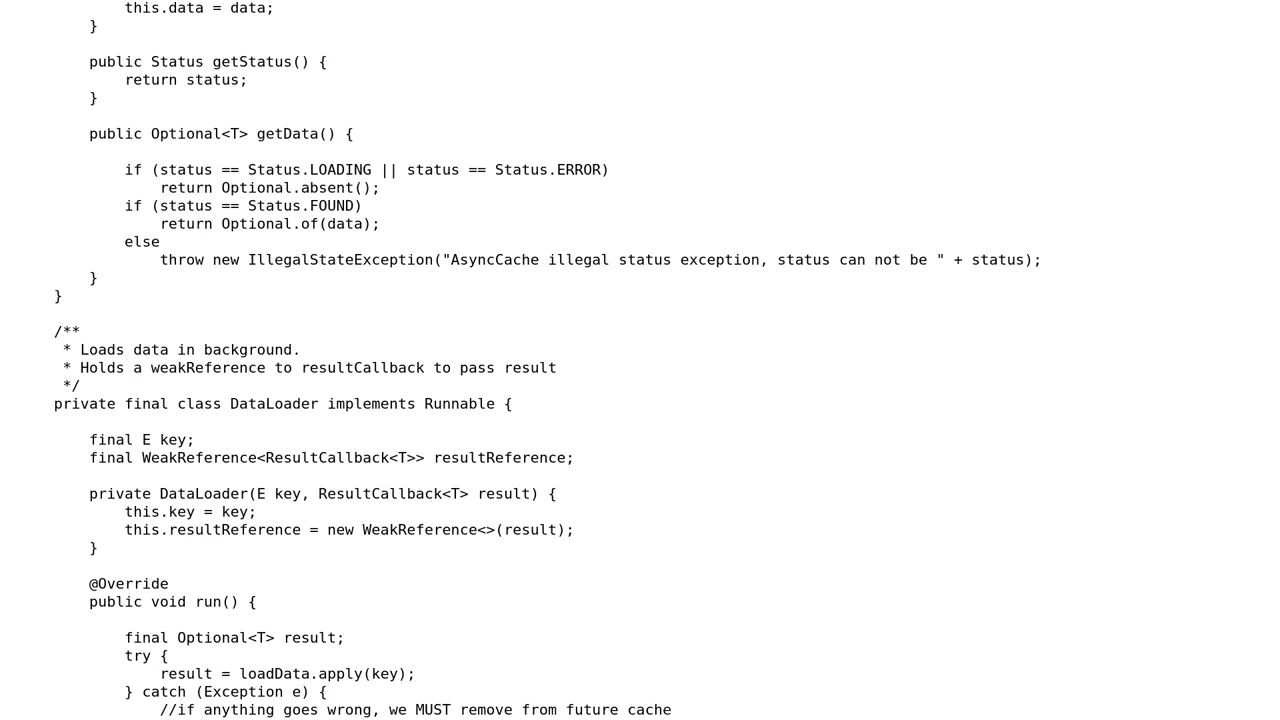 this.data = data;
}
public Status getStatus() {
return status;
}
public Optional<T> getData() {
if (status == Status.LOADING || status == Status.ERROR)
return Optional.absent();
if (status == Status.FOUND)
return Optional.of(data);
else
throw new IllegalStateException("AsyncCache illegal status exception, status can not be " + status);
}
}
/**
* Loads data in background.
* Holds a weakReference to resultCallback to pass result
*/
private final class DataLoader implements Runnable {
final E key;
final WeakReference<ResultCallback<T>> resultReference;
private DataLoader(E key, ResultCallback<T> result) {
this.key = key;
this.resultReference = new WeakReference<>(result);
}
@Override
public void run() {
final Optional<T> result;
try {
result = loadData.apply(key);
} catch (Exception e) {
//if anything goes wrong, we MUST remove from future cache